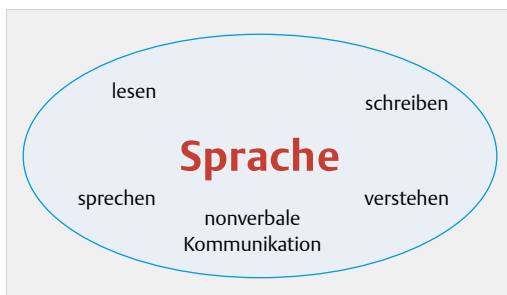 lesen
schreiben
Sprache
sprechen
verstehen
nonverbale
Kommunikation